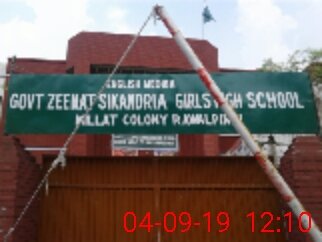 ENGLISH MEDIUM
GOVT ZEENAT SIKANDRIA GIRLS HIGH SCHOOL
MILLAT COLONY RAWALPINDI
04-09-19 12:10